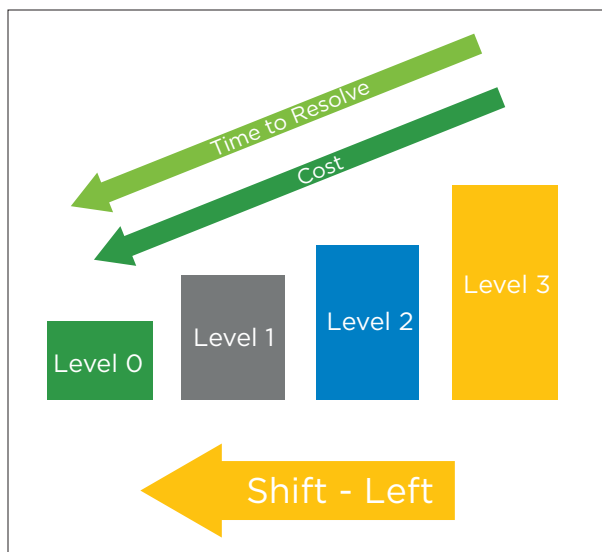 Time to Resolve
Cost
Level 0
Level 1
Level 2
Level 3
Shift - Left